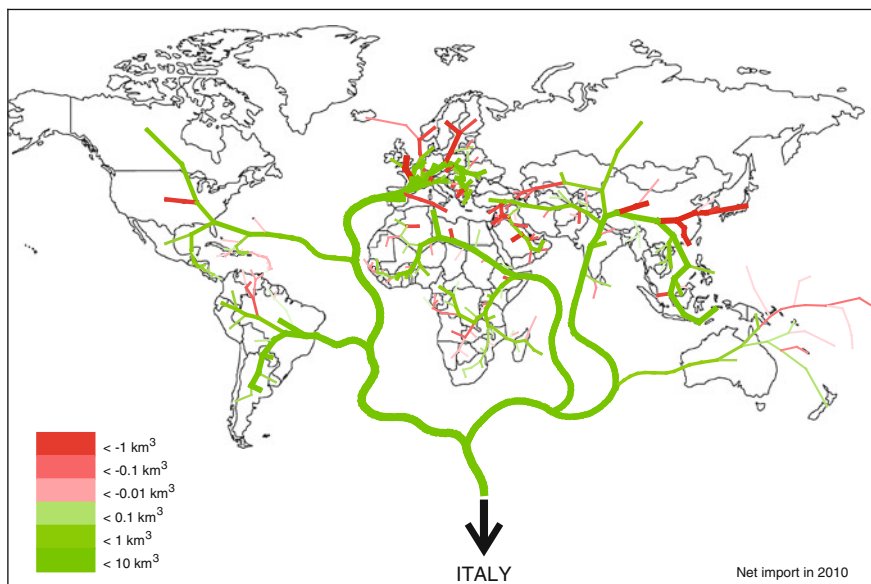 < -1 km³
< -0.1 km³
< -0.01 km³
< 0.1 km³
< 1 km³
< 10 km³
ITALY
Net import in 2010